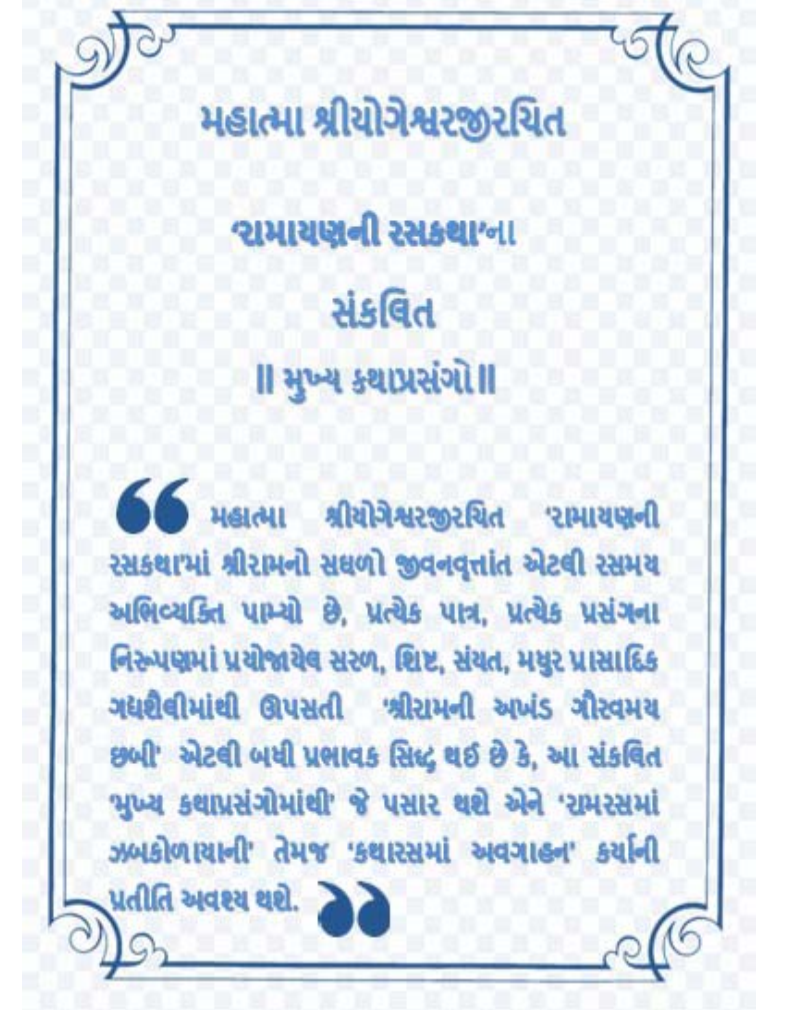 મહાત્મા શ્રીયોગેશ્વરજીરચિત
‘રામાયણની રસકથા’ના
સંકલિત
|| મુખ્ય કથાપ્રસંગો ||
“ મહાત્મા શ્રીયોગેશ્વરજીરચિત ‘રામાયણની
રસકથા’માં શ્રીરામનો સઘળો જીવનવૃત્તાંત એટલી રસમય
અભિવ્યક્તિ પામ્યો છે, પ્રત્યેક પાત્ર, પ્રત્યેક પ્રસંગના
નિરૂપણમાં પ્રયોજાયેલ સરળ, શિષ્ટ, સંયત, મધુર પ્રાસાદિક
ગદ્યશૈલીમાંથી ઊપસતી ‘શ્રીરામની અખંડ ગૌરવમય
છબી’ એટલી બધી પ્રભાવક સિદ્ધ થઈ છે કે, આ સંકલિત
‘મુખ્ય કથાપ્રસંગોમાંથી’ જે પસાર થશે એને ‘રામરસમાં
ઝબકોળાયાની’ તેમજ ‘કથારસમાં અવગાહન’ કર્યાની
પ્રતીતિ અવશ્ય થશે. ”